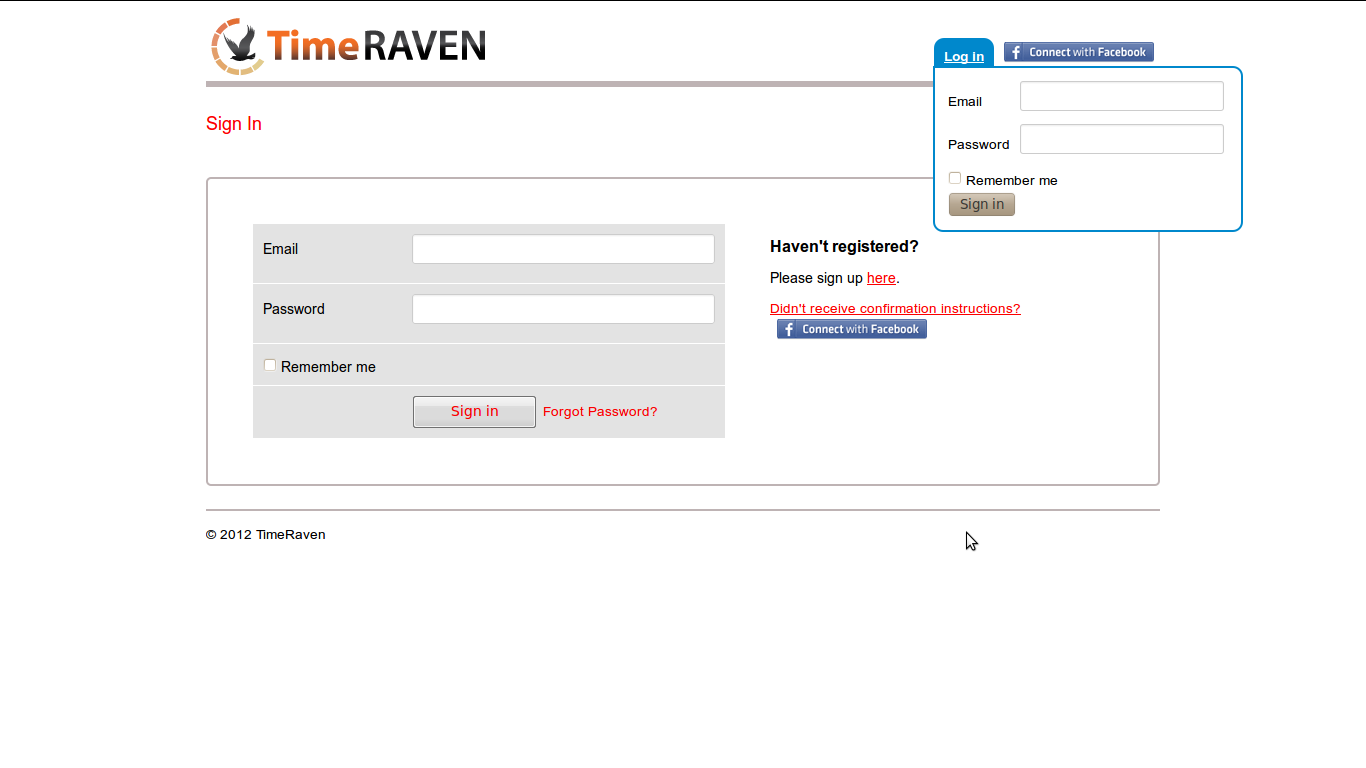 TimeRAVEN
Log in
Connect with Facebook
Email
Password
Remember me
Sign in
Sign In
Email
Password
Remember me
Sign in Forgot Password?
Haven't registered?
Please sign up here.
Didn't receive confirmation instructions?
Connect with Facebook
© 2012 TimeRaven